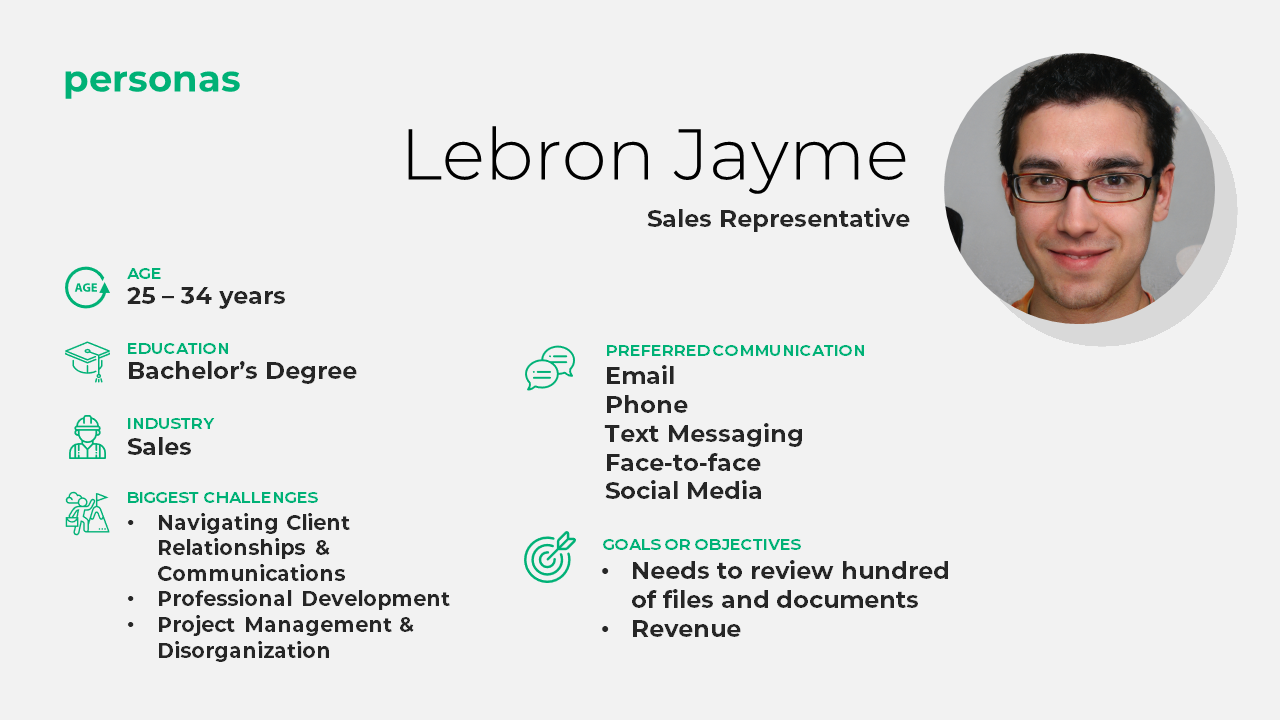 personas
Lebron Jayme
Sales Representative
AGE
AGE
25 – 34 years
EDUCATION
Bachelor’s Degree
INDUSTRY
Sales
BIGGEST CHALLENGES
• Navigating Client
Relationships &
Communications
• Professional Development
• Project Management &
Disorganization
PREFERRED COMMUNICATION
Email
Phone
Text Messaging
Face-to-face
Social Media
GOALS OR OBJECTIVES
• Needs to review hundred
of files and documents
• Revenue